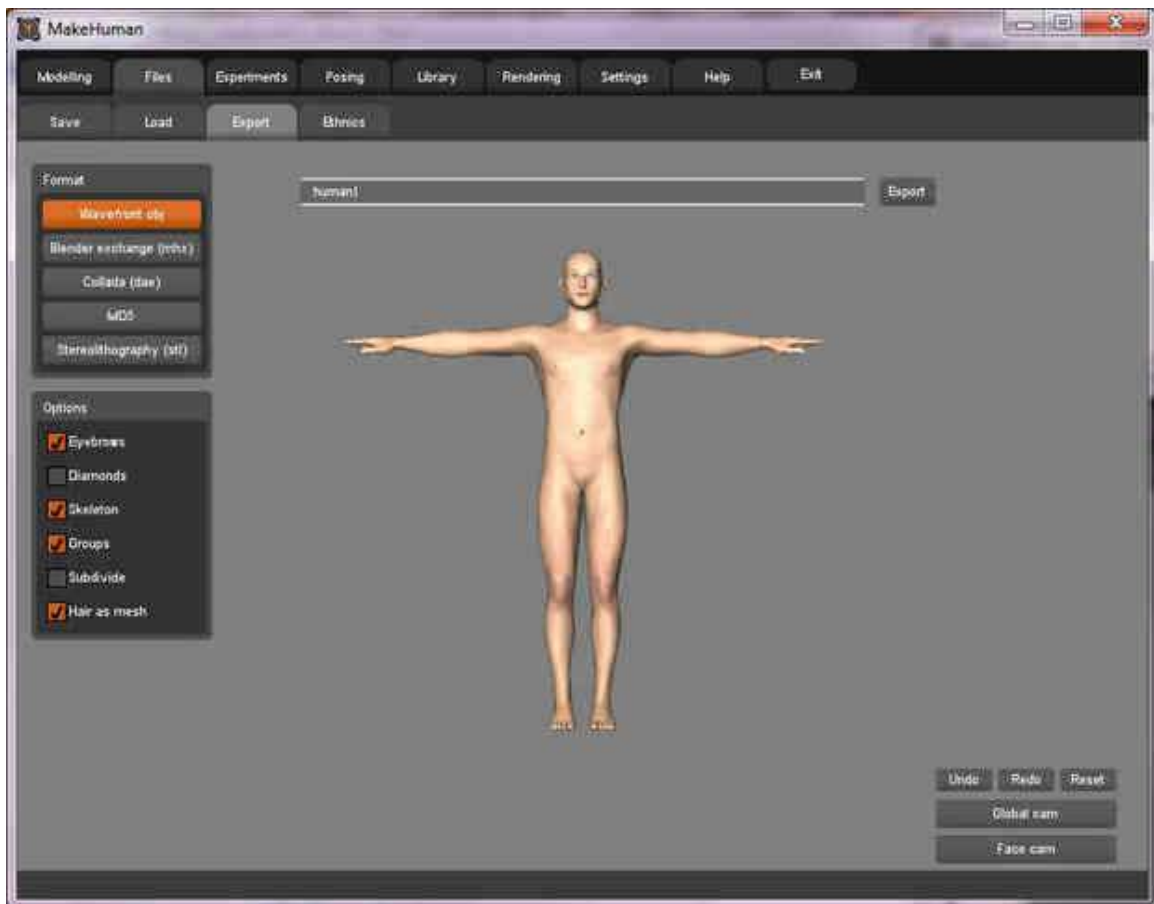 MakeHuman
Modelling Files Experiments Posing Library Rendering Settings Help Exit
Save Load Export Ethnics
Format
human1 Export
Wavefront obj
Blender exchange (mhx)
Collada (dae)
MD5
Stereolithography (stl)
Options
Eyebrows
Diamonds
Skeleton
Groups
Subdivide
Hair as mesh
Undo Redo Reset
Global cam
Face cam